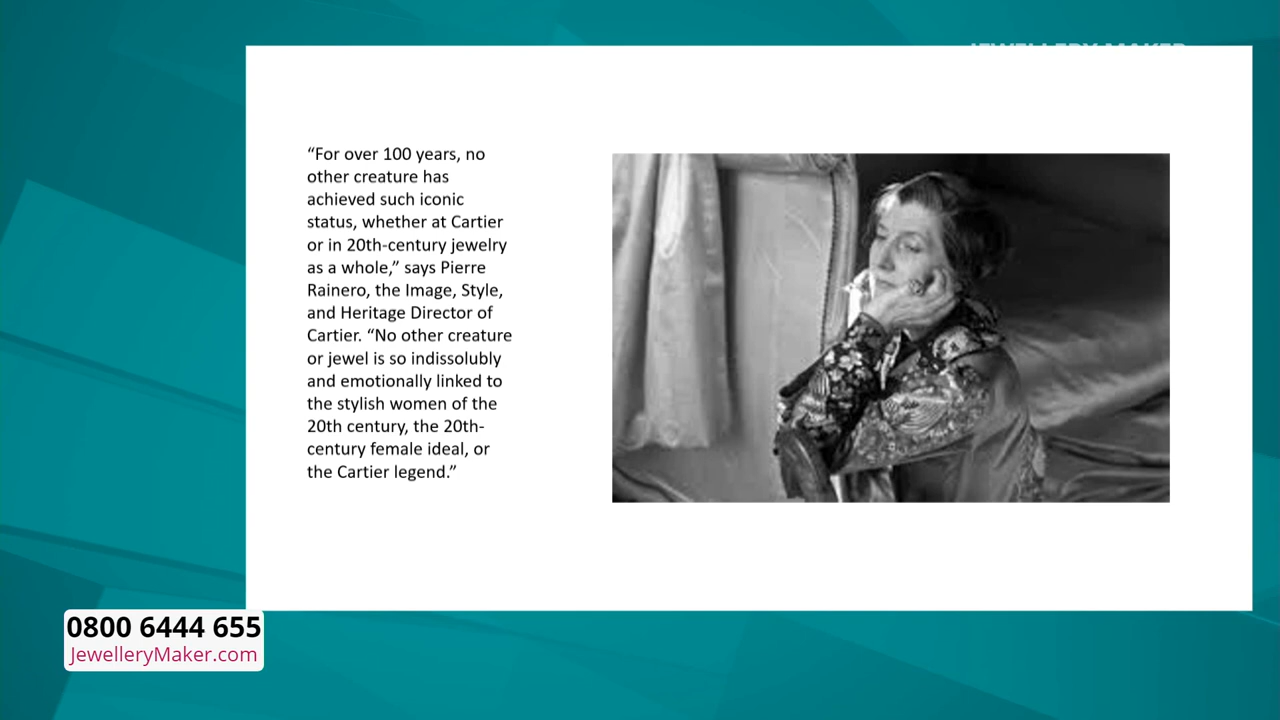 JEWELLERY MAKER
“For over 100 years, no
other creature has
achieved such iconic
status, whether at Cartier
or in 20th-century jewelry
as a whole,” says Pierre
Rainero, the Image, Style,
and Heritage Director of
Cartier. “No other creature
or jewel is so indissolubly
and emotionally linked to
the stylish women of the
20th century, the 20th-
century female ideal, or
the Cartier legend.”
0800 6444 655
JewelleryMaker.com